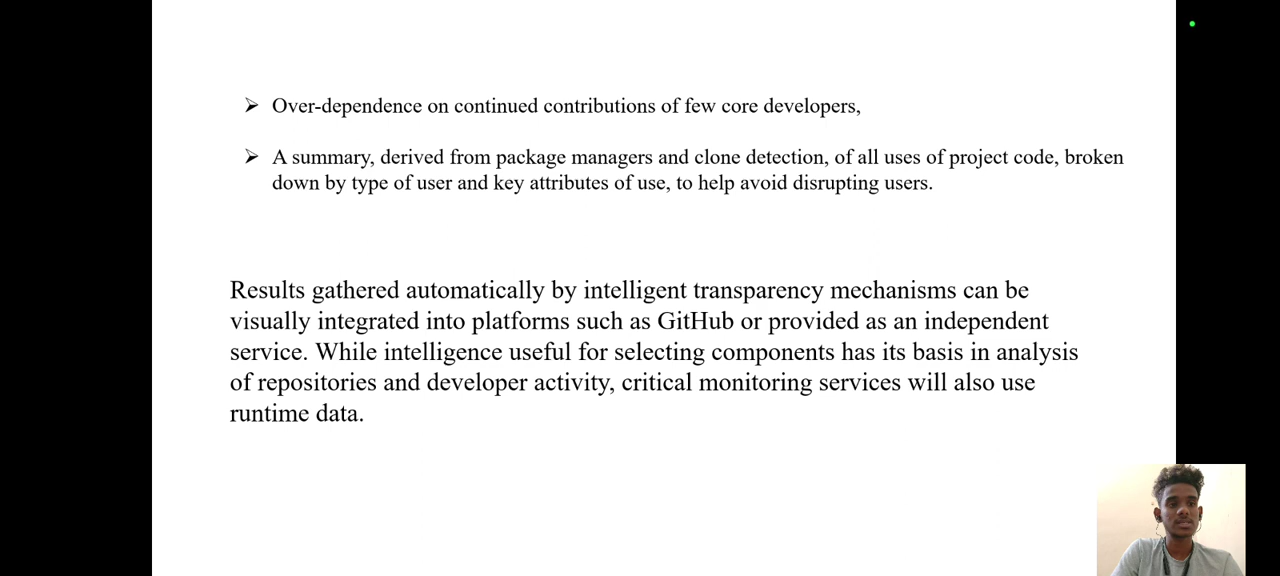 Over-dependence on continued contributions of few core developers,
A summary, derived from package managers and clone detection, of all uses of project code, broken
down by type of user and key attributes of use, to help avoid disrupting users.
Results gathered automatically by intelligent transparency mechanisms can be
visually integrated into platforms such as GitHub or provided as an independent
service. While intelligence useful for selecting components has its basis in analysis
of repositories and developer activity, critical monitoring services will also use
runtime data.